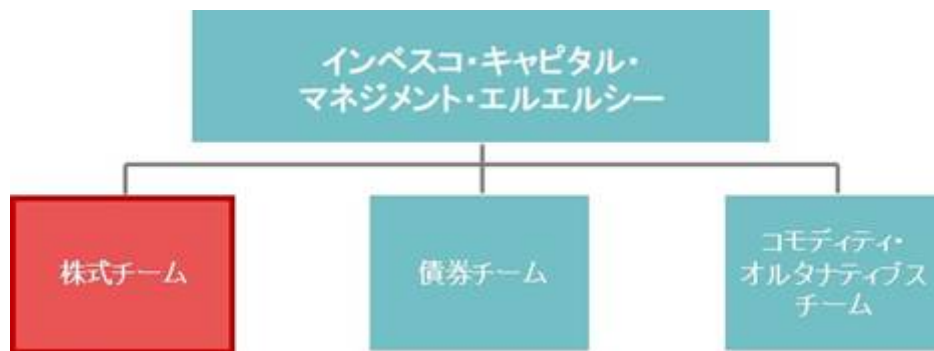 インベスコ・キャピタル・
マネジメント・エルエルシー
株式チーム
債券チーム
コモディティ・
オルタナティブス
チーム